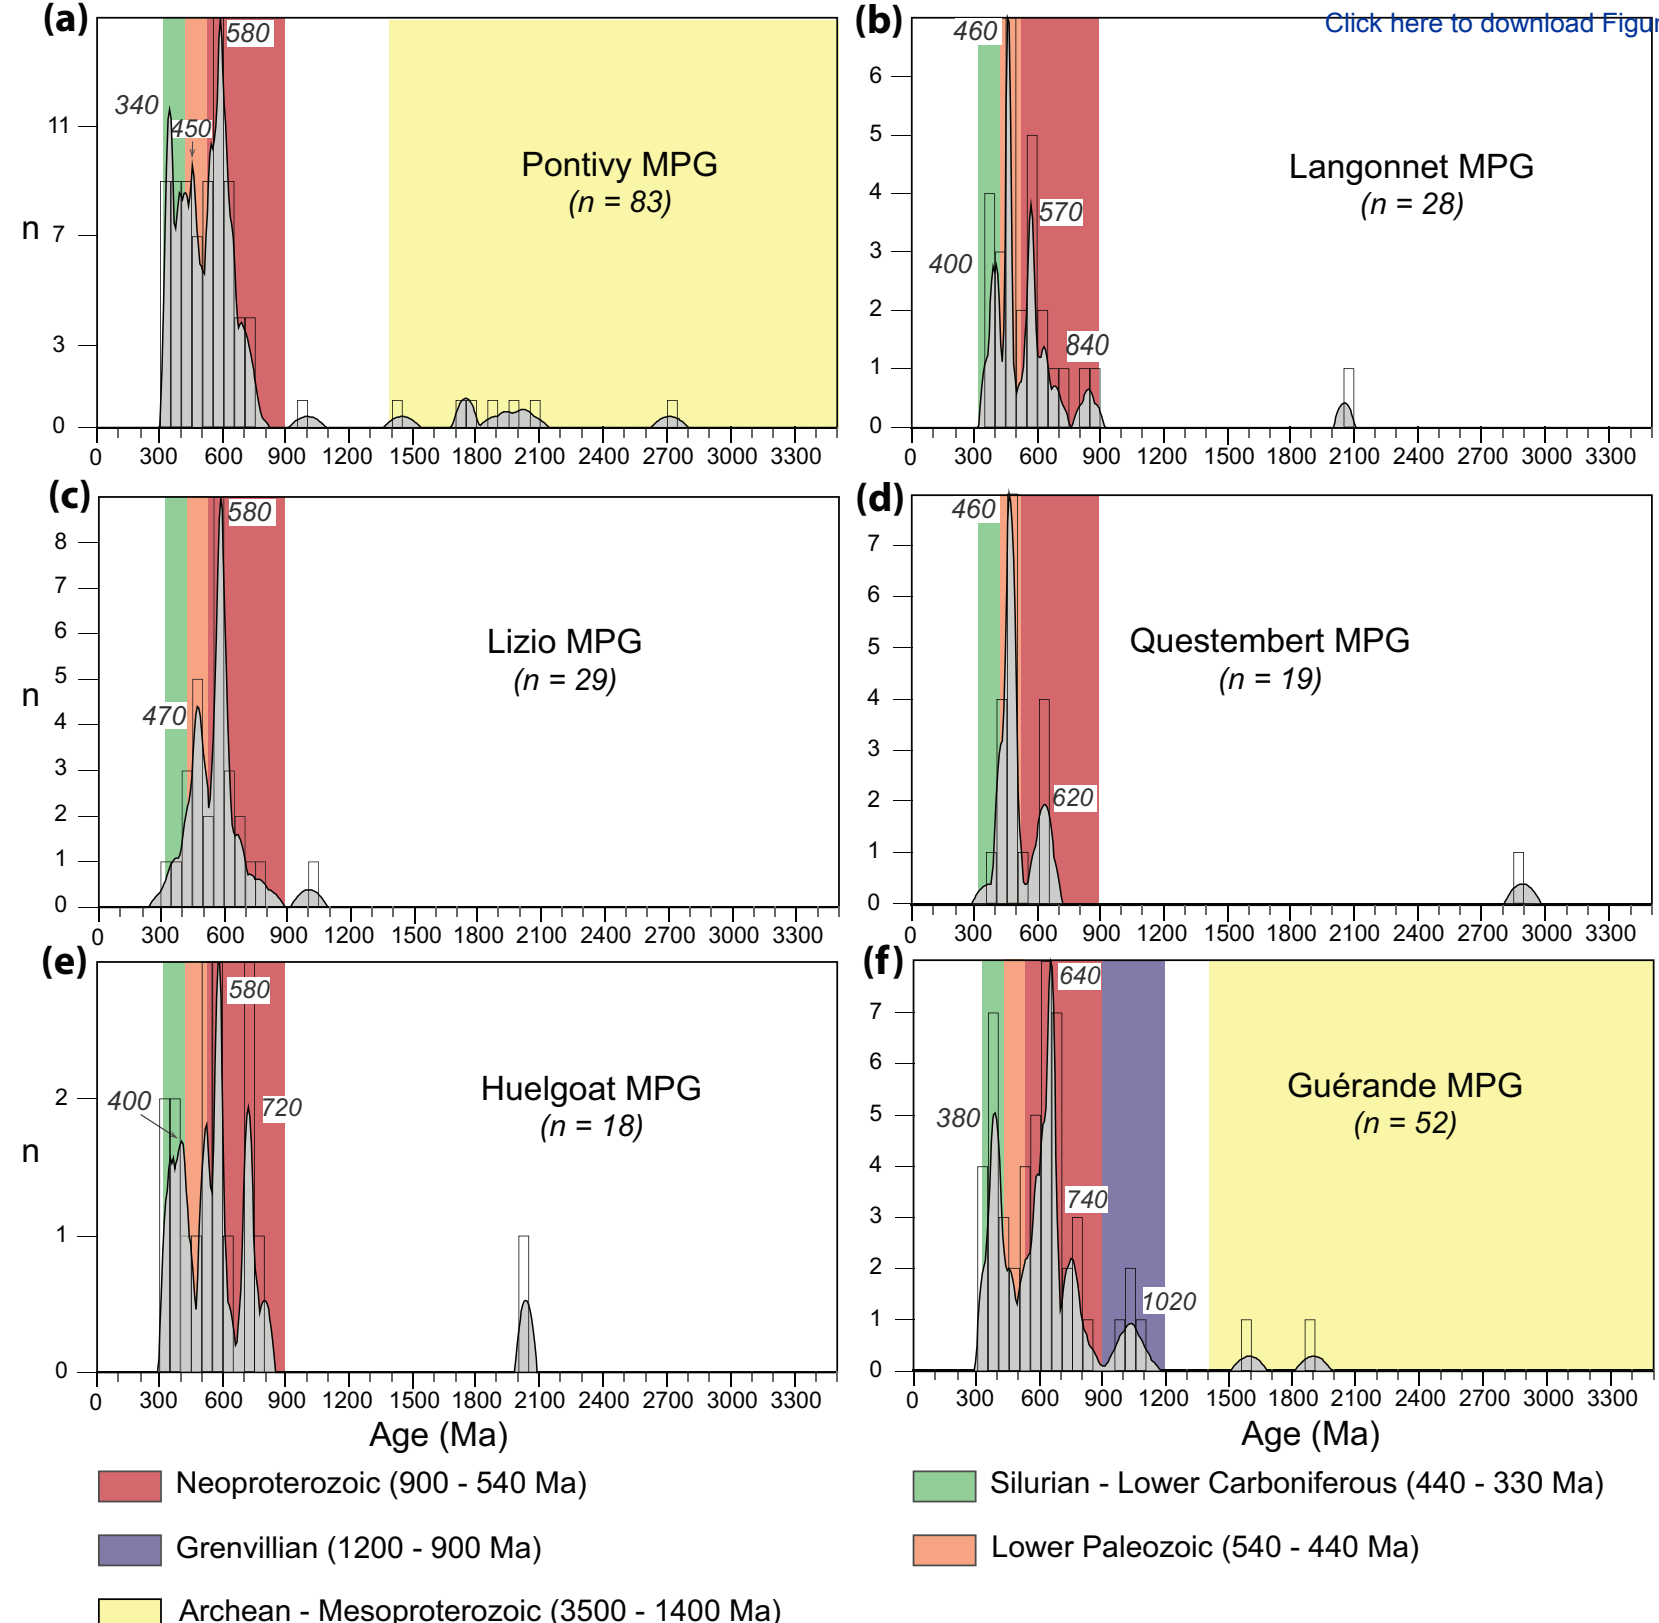 (a)
580
340
450
11
7
3
0
n
Pontivy MPG
(n = 83)
0 300 600 900 1200 1500 1800 2100 2400 2700 3000 3300
(b)
Click here to download Figur
460
6
5
4
3
2
1
0
400
570
840
Langonnet MPG
(n = 28)
0 300 600 900 1200 1500 1800 2100 2400 2700 3000 3300
(c)
580
470
8
7
6
5
4
3
2
1
0
n
Lizio MPG
(n = 29)
0 300 600 900 1200 1500 1800 2100 2400 2700 3000 3300
(d)
460
7
6
5
4
3
2
1
0
620
Questembert MPG
(n = 19)
0 300 600 900 1200 1500 1800 2100 2400 2700 3000 3300
(e)
580
400
720
2
1
0
n
Huelgoat MPG
(n = 18)
0 300 600 900 1200 1500 1800 2100 2400 2700 3000 3300
Age (Ma)
(f)
640
380
740
1020
7
6
5
4
3
2
1
0
Guérande MPG
(n = 52)
0 300 600 900 1200 1500 1800 2100 2400 2700 3000 3300
Age (Ma)
Neoproterozoic (900 - 540 Ma)
Silurian - Lower Carboniferous (440 - 330 Ma)
Grenvillian (1200 - 900 Ma)
Lower Paleozoic (540 - 440 Ma)
Archean - Mesoproterozoic (3500 - 1400 Ma)